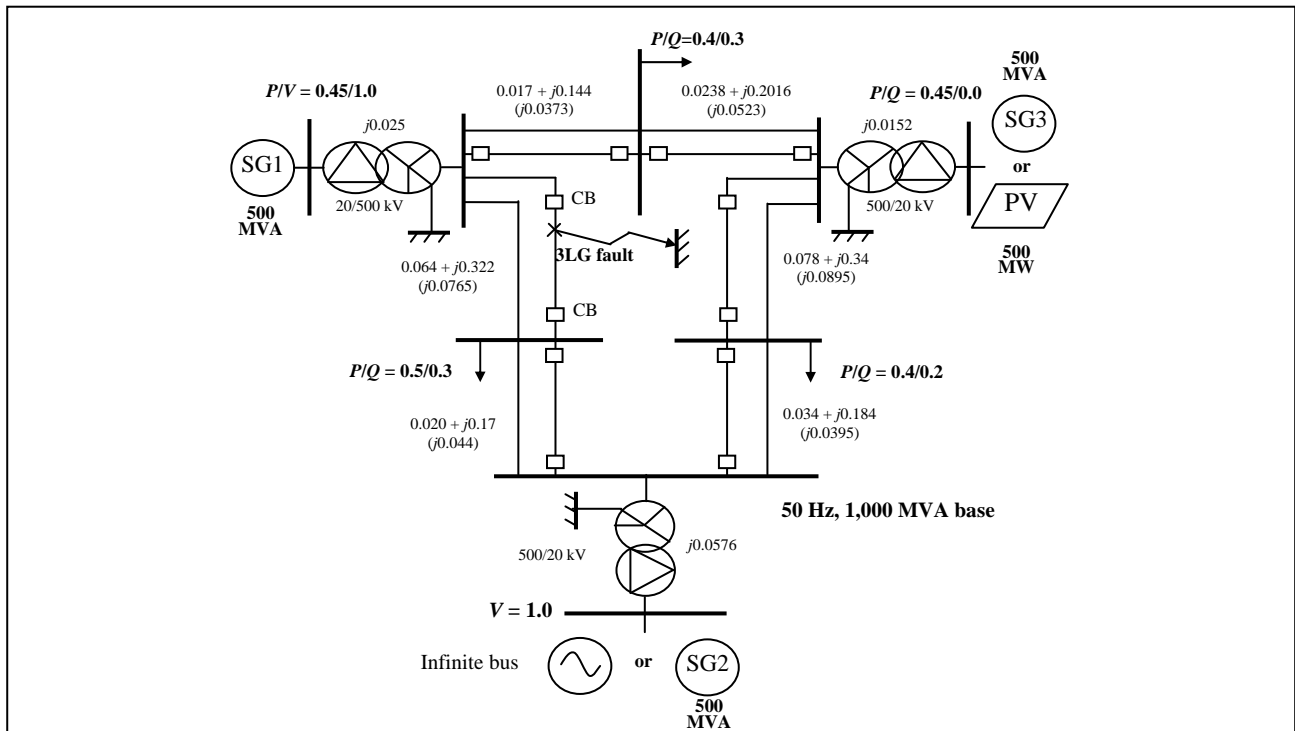 P/Q=0.4/0.3
500
MVA
P/V = 0.45/1.0
0.017 + j0.144
(j0.0373)
0.0238 + j0.2016
(j0.0523)
P/Q = 0.45/0.0
j0.025
j0.0152
SG1
SG3
or
PV
CB
20/500 kV
500/20 kV
500
MVA
500
MW
3LG fault
0.064 + j0.322
(j0.0765)
0.078 + j0.34
(j0.0895)
CB
P/Q = 0.5/0.3
P/Q = 0.4/0.2
0.020 + j0.17
(j0.044)
0.034 + j0.184
(j0.0395)
50 Hz, 1,000 MVA base
500/20 kV
j0.0576
V = 1.0
Infinite bus
or
SG2
500
MVA